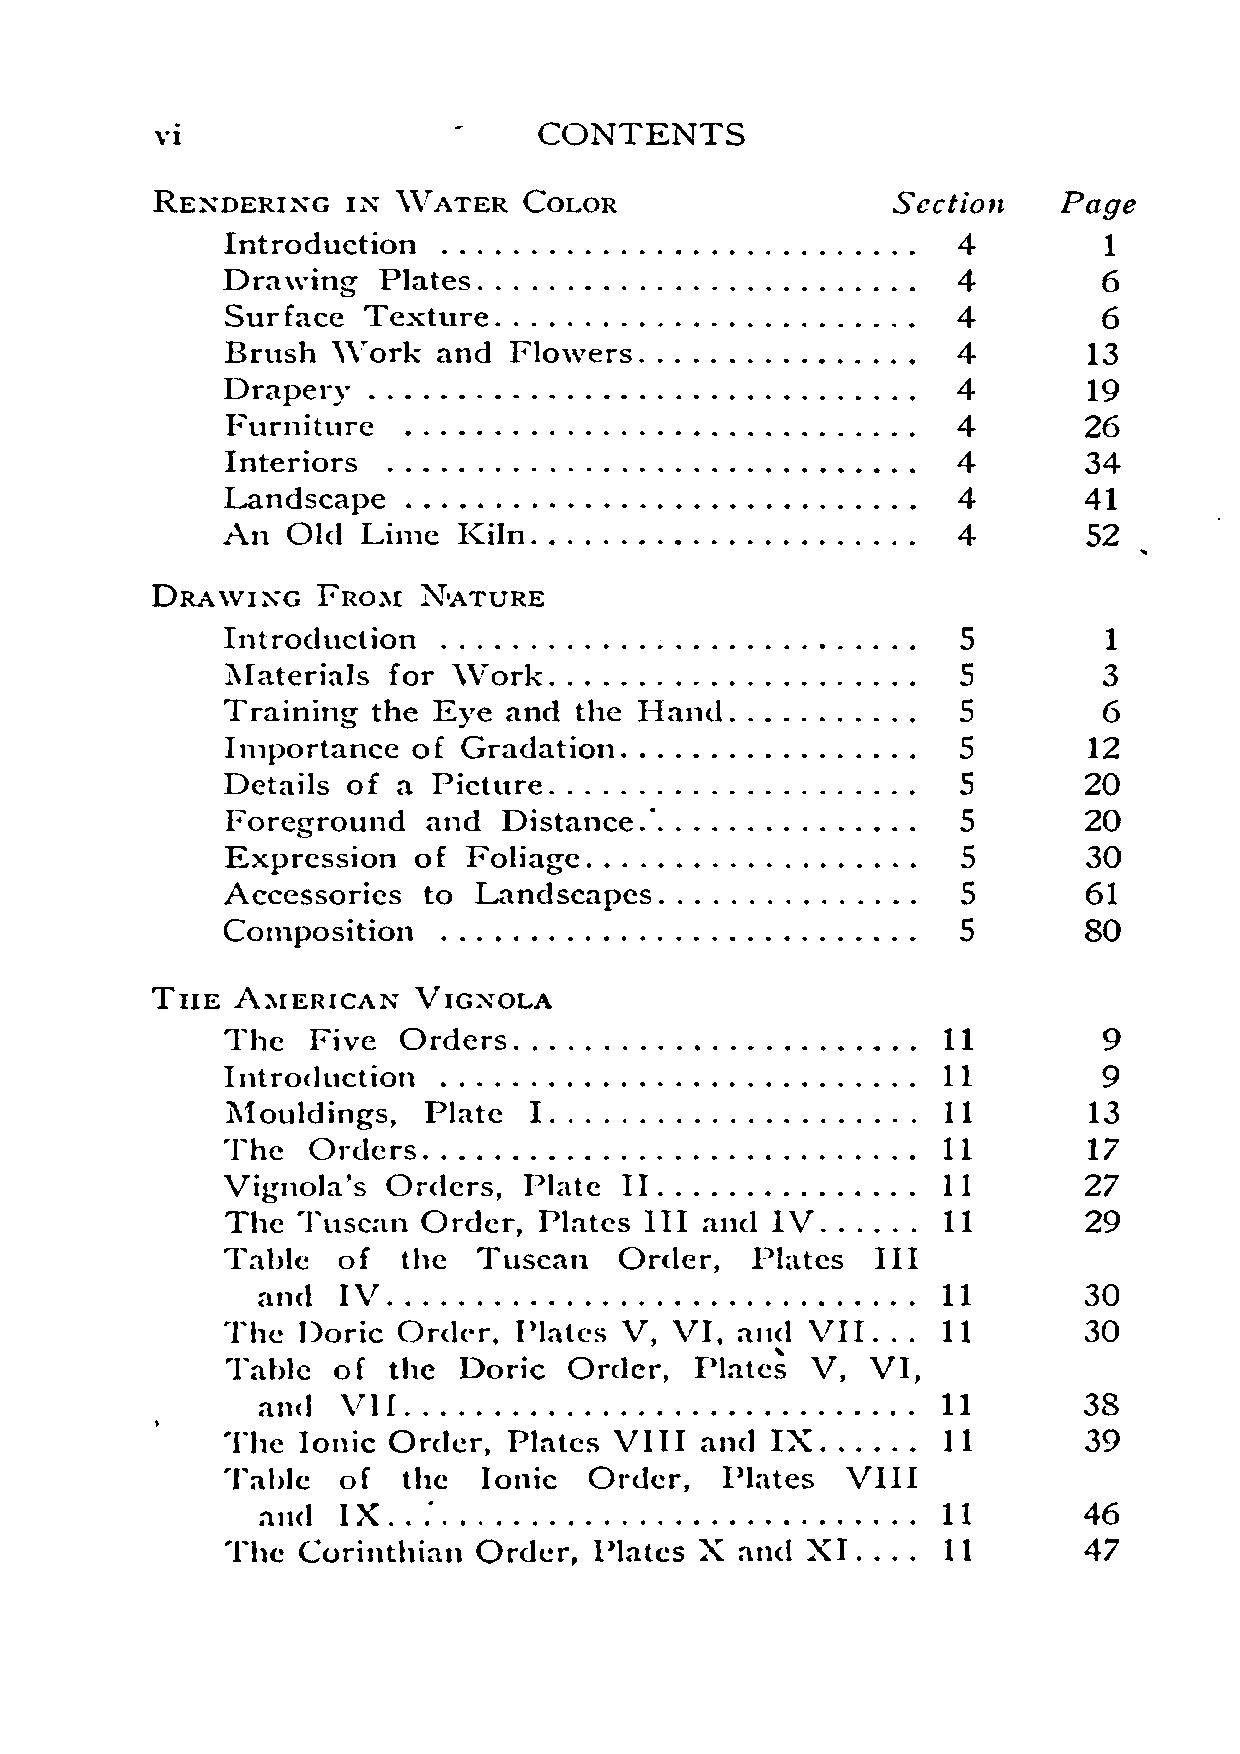 vi CONTENTS
Rendering in Water Color Section Page
Introduction ........................... 4 1
Drawing Plates......................... 4 6
Surface Texture........................ 4 6
Brush Work and Flowers................ 4 13
Drapery ............................... 4 19
Furniture ............................. 4 26
Interiors .............................. 4 34
Landscape ............................. 4 41
An Old Lime Kiln...................... 4 52
Drawing From Nature
Introduction ........................... 5 1
Materials for Work..................... 5 3
Training the Eye and the Hand........... 5 6
Importance of Gradation................. 5 12
Details of a Picture..................... 5 20
Foreground and Distance................ 5 20
Expression of Foliage................... 5 30
Accessories to Landscapes............... 5 61
Composition ........................... 5 80
The American Vignola
The Five Orders....................... 11 9
Introduction ........................... 11 9
Mouldings, Plate I..................... 11 13
The Orders............................ 11 17
Vignola's Orders, Plate II............... 11 27
The Tuscan Order, Plates III and IV...... 11 29
Table of the Tuscan Order, Plates III
and IV.............................. 11 30
The Doric Order, Plates V, VI, and VII... 11 30
Table of the Doric Order, Plates V, VI,
and VII............................. 11 38
The Ionic Order, Plates VIII and IX...... 11 39
Table of the Ionic Order, Plates VIII
and IX.............................. 11 46
The Corinthian Order, Plates X and XI.... 11 47